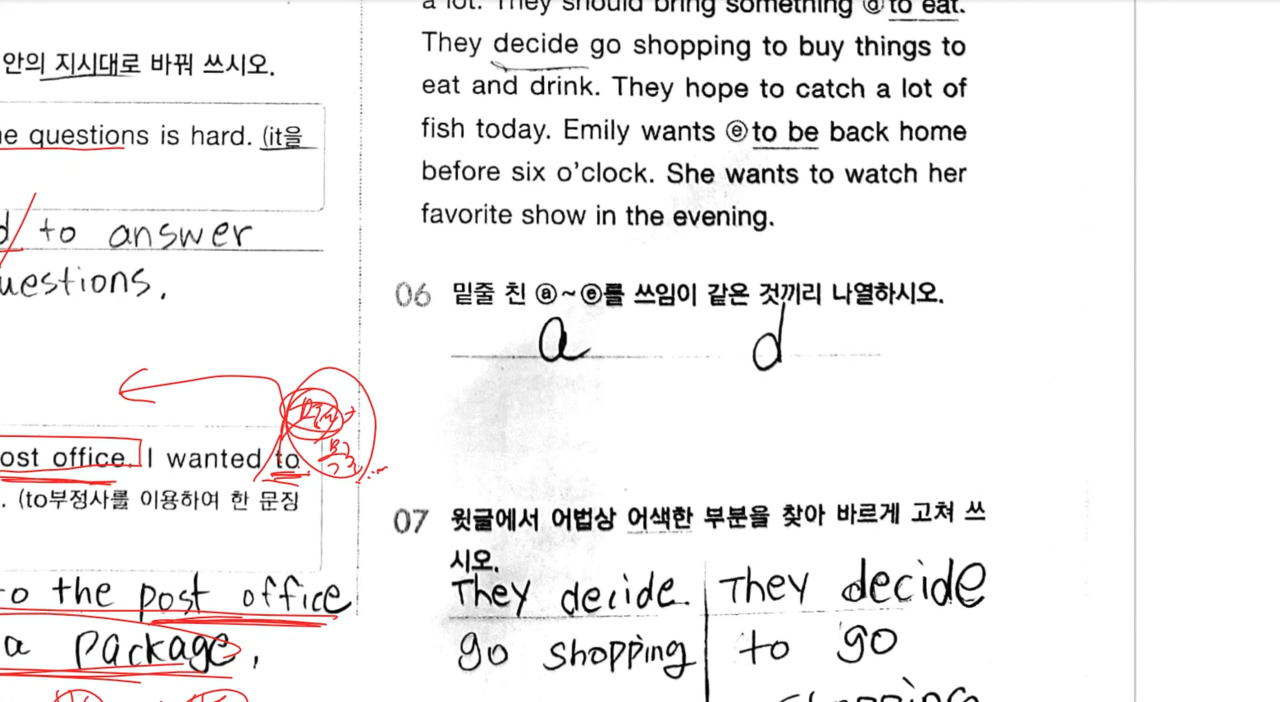 안의 지시대로 바꿔 쓰시오.
questions is hard. (it을
to answer
questions.
ost office. I wanted to
. (to부정사를 이용하여 한 문장
to the post office
a package.
a lot. They should bring something ⓓ to eat.
They decide go shopping to buy things to
eat and drink. They hope to catch a lot of
fish today. Emily wants ⓔ to be back home
before six o'clock. She wants to watch her
favorite show in the evening.
06 밑줄 친 ⓐ~ⓔ를 쓰임이 같은 것끼리 나열하시오.
a d
07 윗글에서 어법상 어색한 부분을 찾아 바르게 고쳐 쓰
시오.
They decide. They decide
go shopping to go
shopping